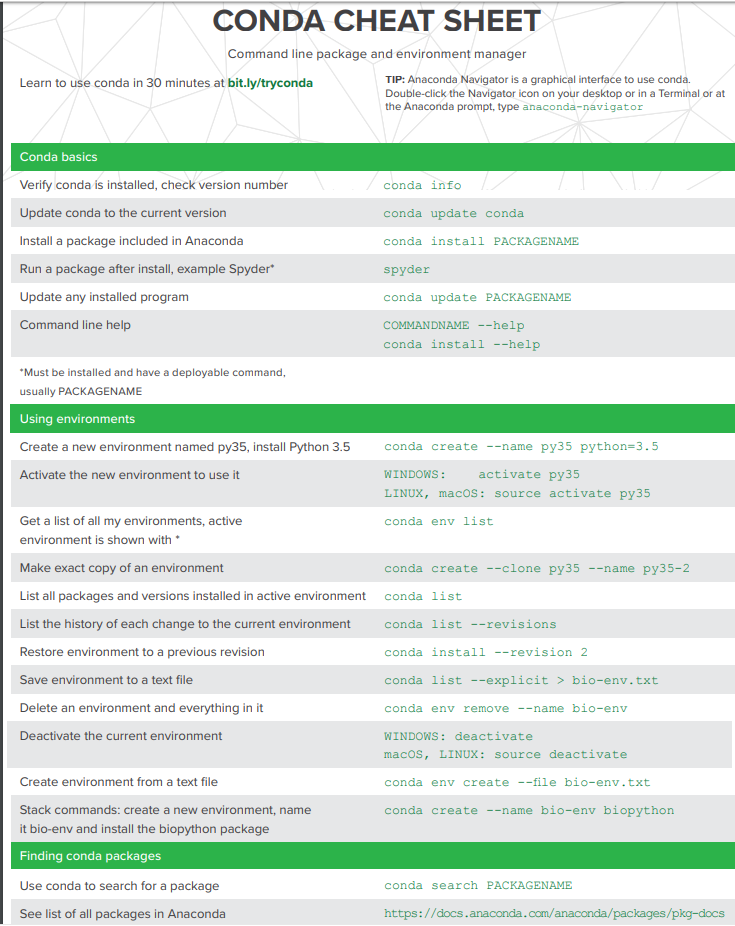 CONDA CHEAT SHEET
Command line package and environment manager
Learn to use conda in 30 minutes at bit.ly/tryconda
TIP: Anaconda Navigator is a graphical interface to use conda.
Double-click the Navigator icon on your desktop or in a Terminal or at
the Anaconda prompt, type anaconda-navigator
Conda basics
Verify conda is installed, check version number conda info
Update conda to the current version conda update conda
Install a package included in Anaconda conda install PACKAGENAME
Run a package after install, example Spyder* spyder
Update any installed program conda update PACKAGENAME
Command line help COMMANDNAME --help
conda install --help
*Must be installed and have a deployable command,
usually PACKAGENAME
Using environments
Create a new environment named py35, install Python 3.5 conda create --name py35 python=3.5
Activate the new environment to use it WINDOWS: activate py35
LINUX, macOS: source activate py35
Get a list of all my environments, active conda env list
environment is shown with *
Make exact copy of an environment conda create --clone py35 --name py35-2
List all packages and versions installed in active environment conda list
List the history of each change to the current environment conda list --revisions
Restore environment to a previous revision conda install --revision 2
Save environment to a text file conda list --explicit > bio-env.txt
Delete an environment and everything in it conda env remove --name bio-env
Deactivate the current environment WINDOWS: deactivate
macOS, LINUX: source deactivate
Create environment from a text file conda env create --file bio-env.txt
Stack commands: create a new environment, name conda create --name bio-env biopython
it bio-env and install the biopython package
Finding conda packages
Use conda to search for a package conda search PACKAGENAME
See list of all packages in Anaconda https://docs.anaconda.com/anaconda/packages/pkg-docs